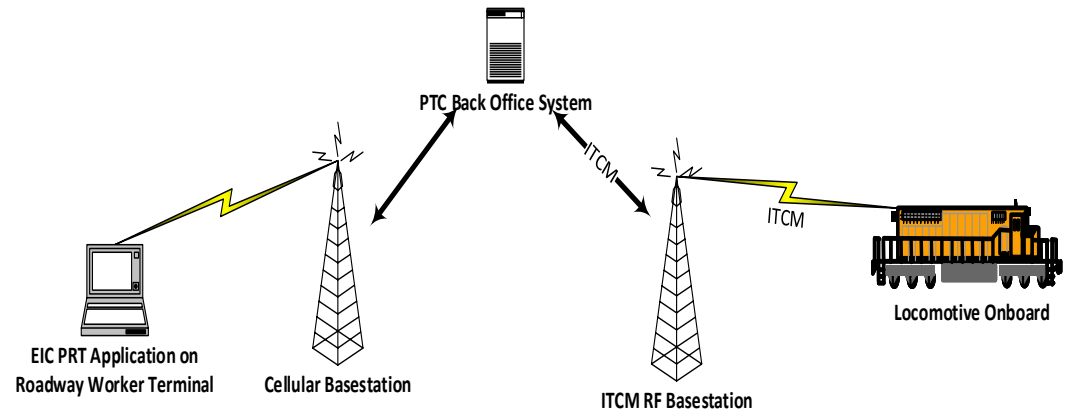 PTC Back Office System
ITCM
ITCM
EIC PRT Application on
Roadway Worker Terminal
Cellular Basestation
ITCM RF Basestation
Locomotive Onboard